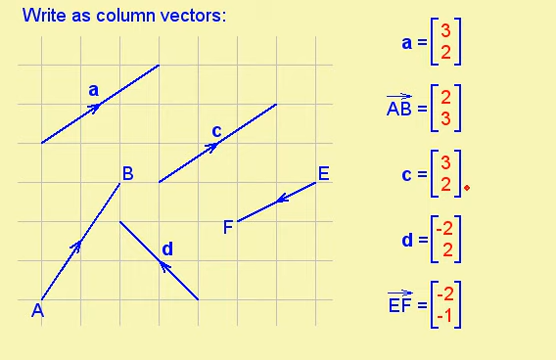 Write as column vectors:
a
c
B
E
F
d
A
a = [3
2]
AB = [2
3]
c = [3
2]
d = [-2
2]
EF = [-2
-1]